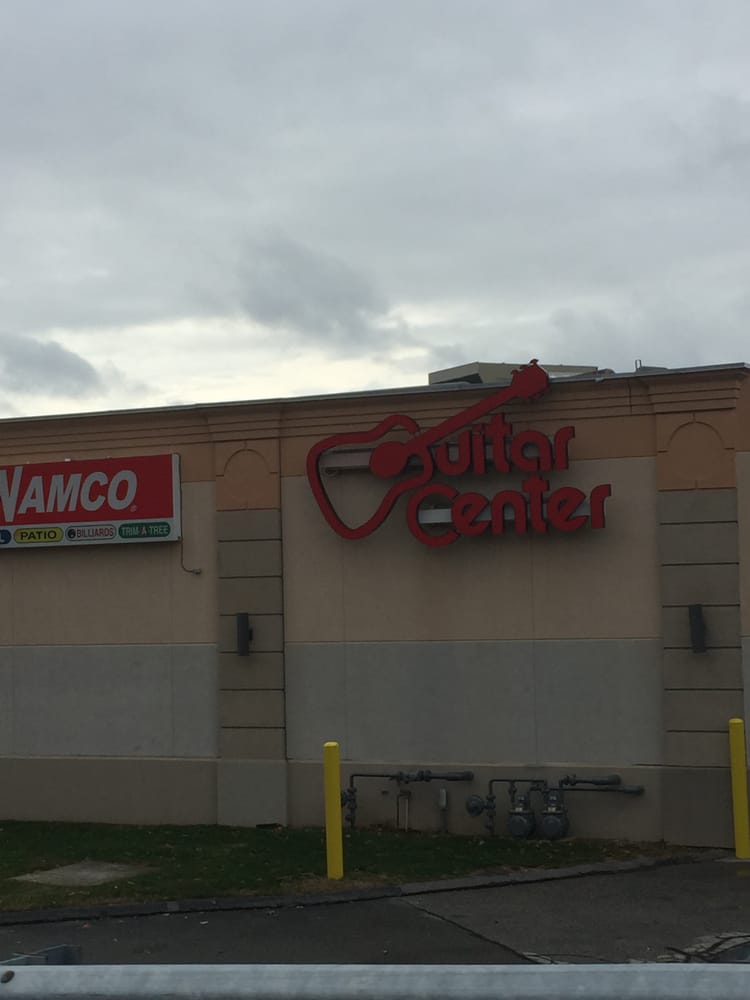 NAMCO®
PATIO BILLIARDS TRIM-A-TREE
Guitar
Center